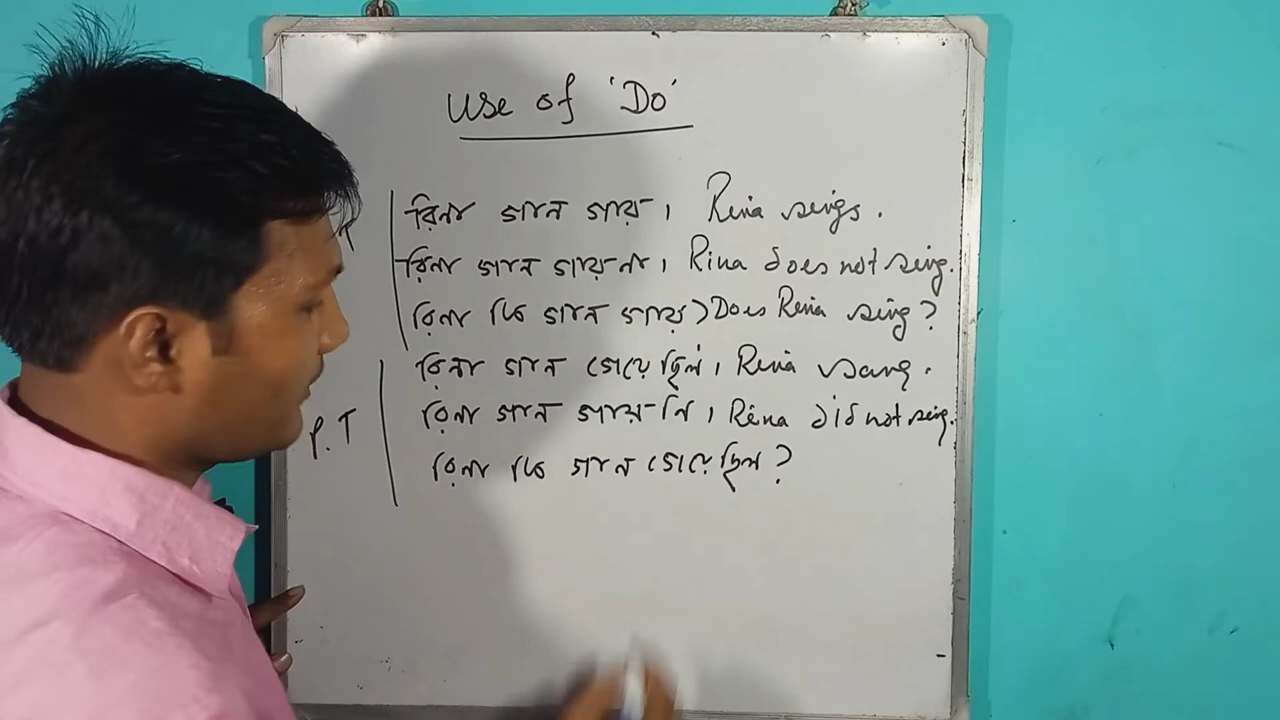 Use of 'Do'
রিনা গান গায়। Rina sings.
রিনা গান গায় না। Rina does not sing.
রিনা কি গান গায়? Does Rina sing?
রিনা গান গেয়েছিল। Rina sang.
P.T রিনা গান গায় নি। Rina did not sing.
রিনা কি গান গেয়েছিল?